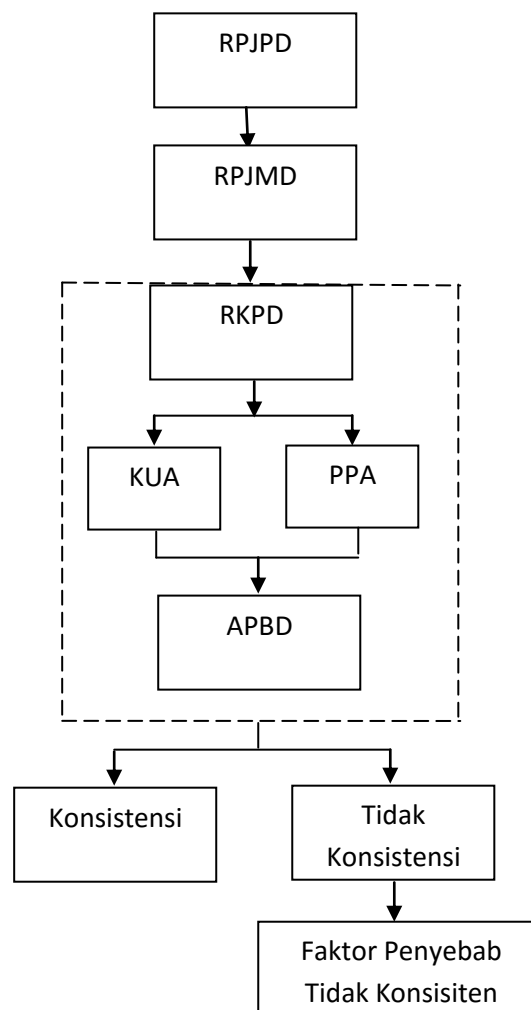 RPJPD
RPJMD
RKPD
KUA
PPA
APBD
Konsistensi
Tidak
Konsistensi
Faktor Penyebab
Tidak Konsisiten